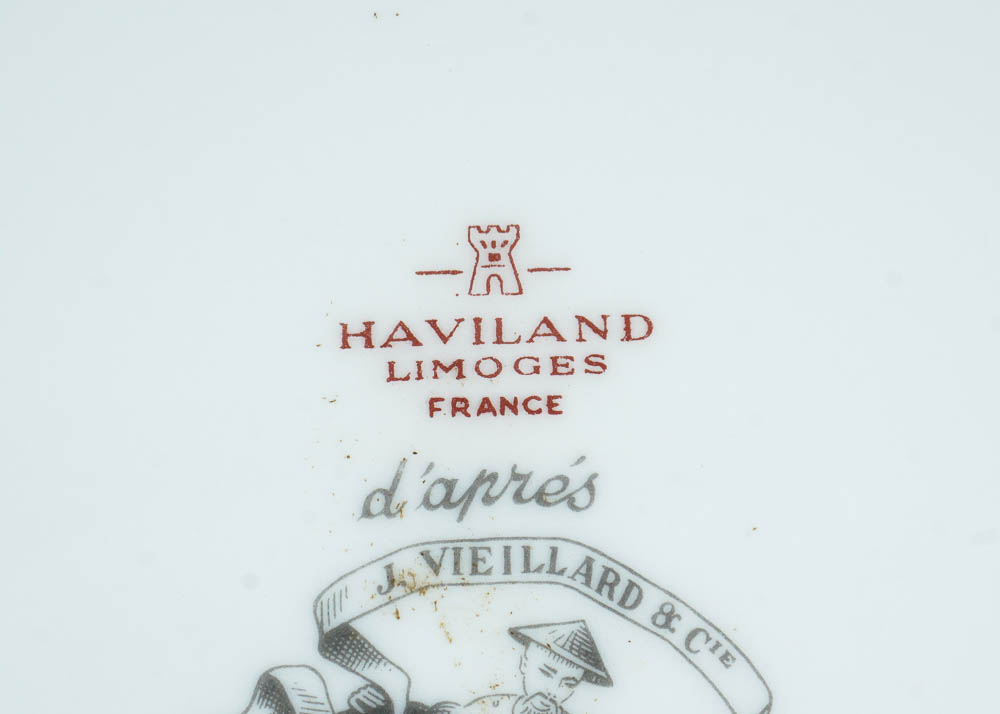 HAVILAND
LIMOGES
FRANCE
d'aprés
J. VIEILLARD & CIE